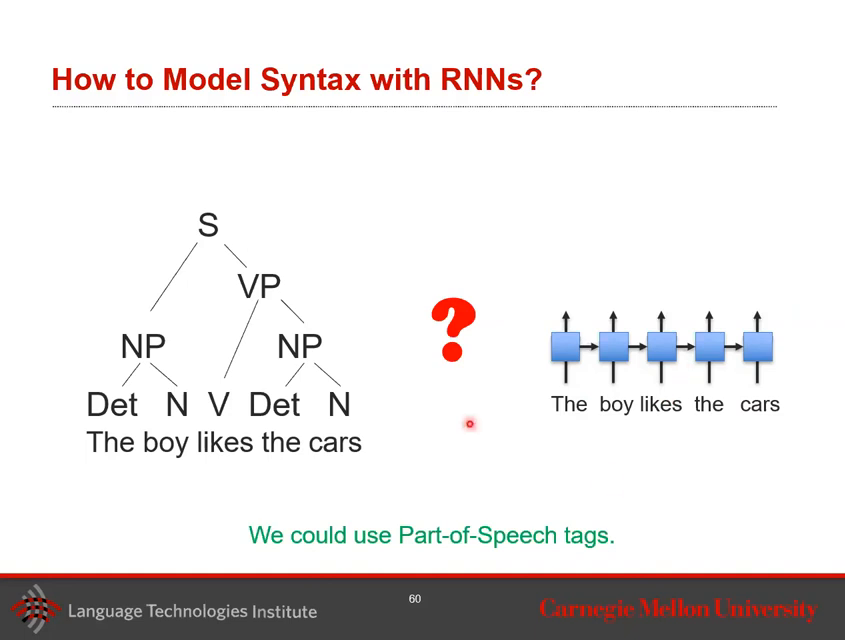 How to Model Syntax with RNNs?
S
VP
NP NP
Det N V Det N
The boy likes the cars
?
The boy likes the cars
We could use Part-of-Speech tags.
Language Technologies Institute
60
Carnegie Mellon University